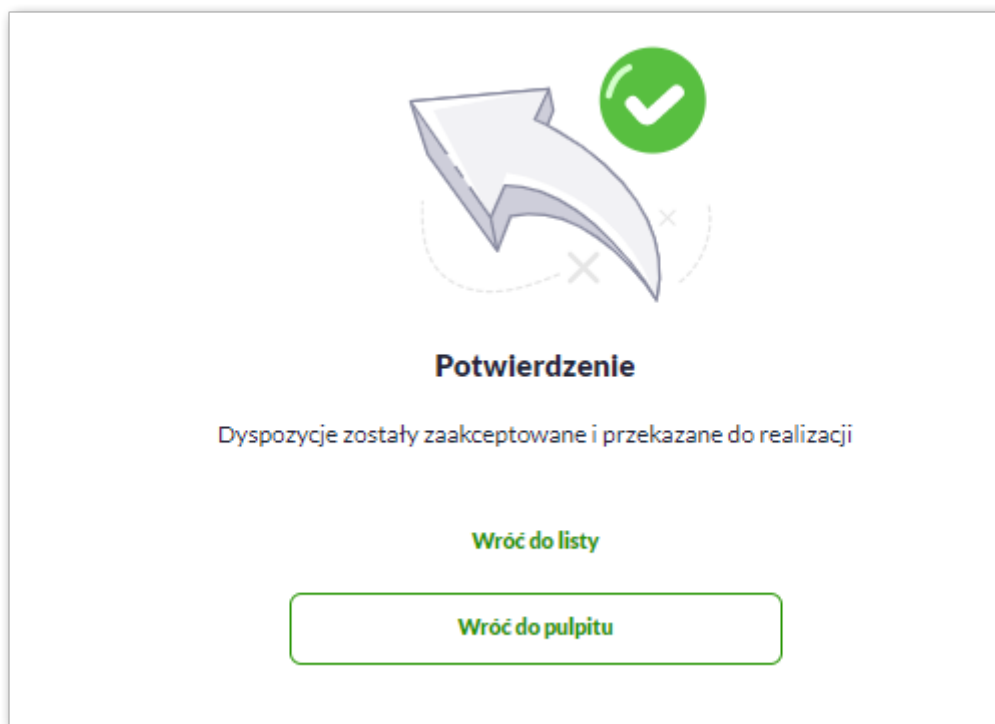 Potwierdzenie
Dyspozycje zostały zaakceptowane i przekazane do realizacji
Wróć do listy
Wróć do pulpitu